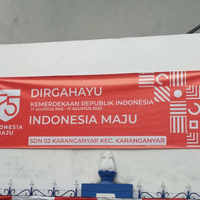 75
INDONESIA
MAJU
DIRGAHAYU
KEMERDEKAAN REPUBLIK INDONESIA
17 AGUSTUS 1945 - 17 AGUSTUS 2020
INDONESIA MAJU
SDN 03 KARANGANYAR KEC. KARANGANYAR